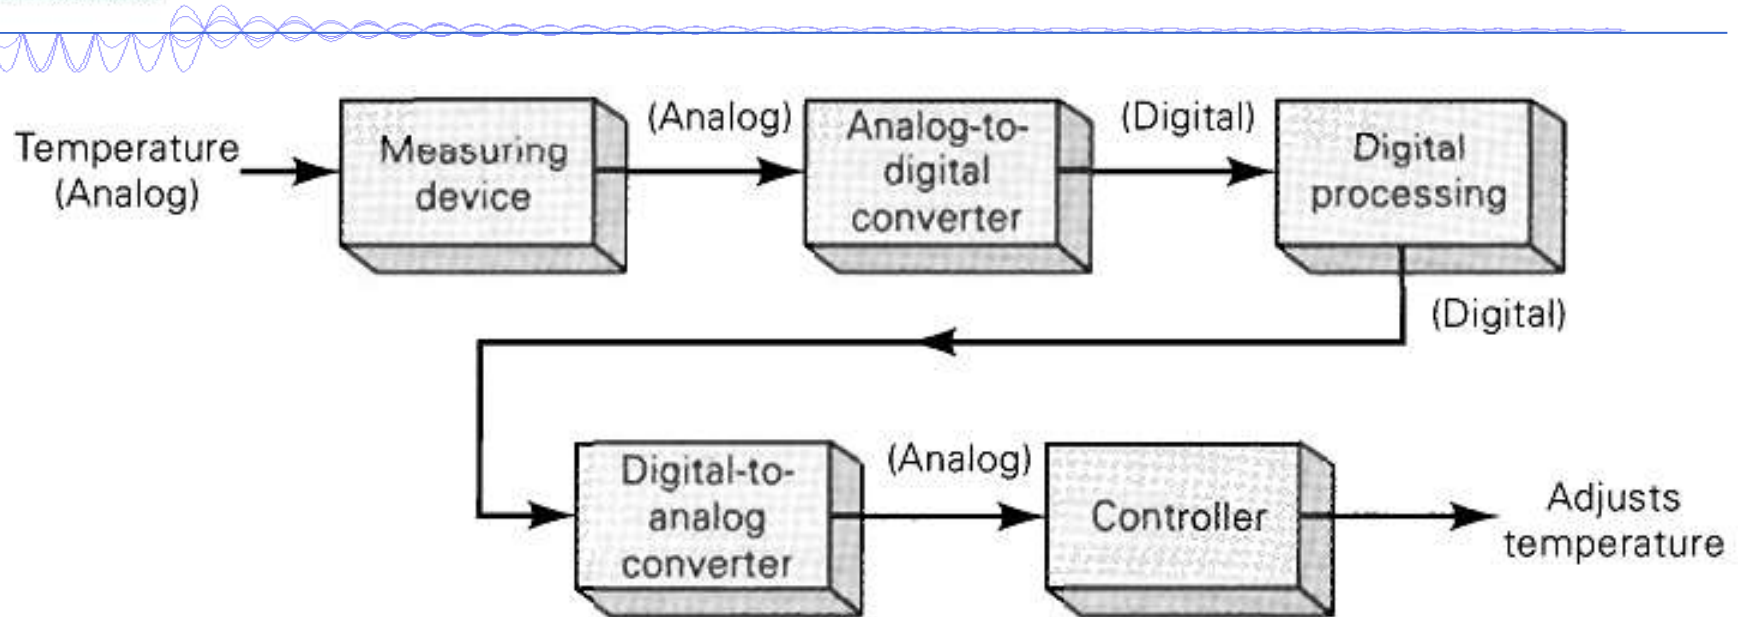 Temperature
(Analog)
Measuring
device
(Analog)
Analog-to-
digital
converter
(Digital)
Digital
processing
(Digital)
Digital-to-
analog
converter
(Analog)
Controller
Adjusts
temperature